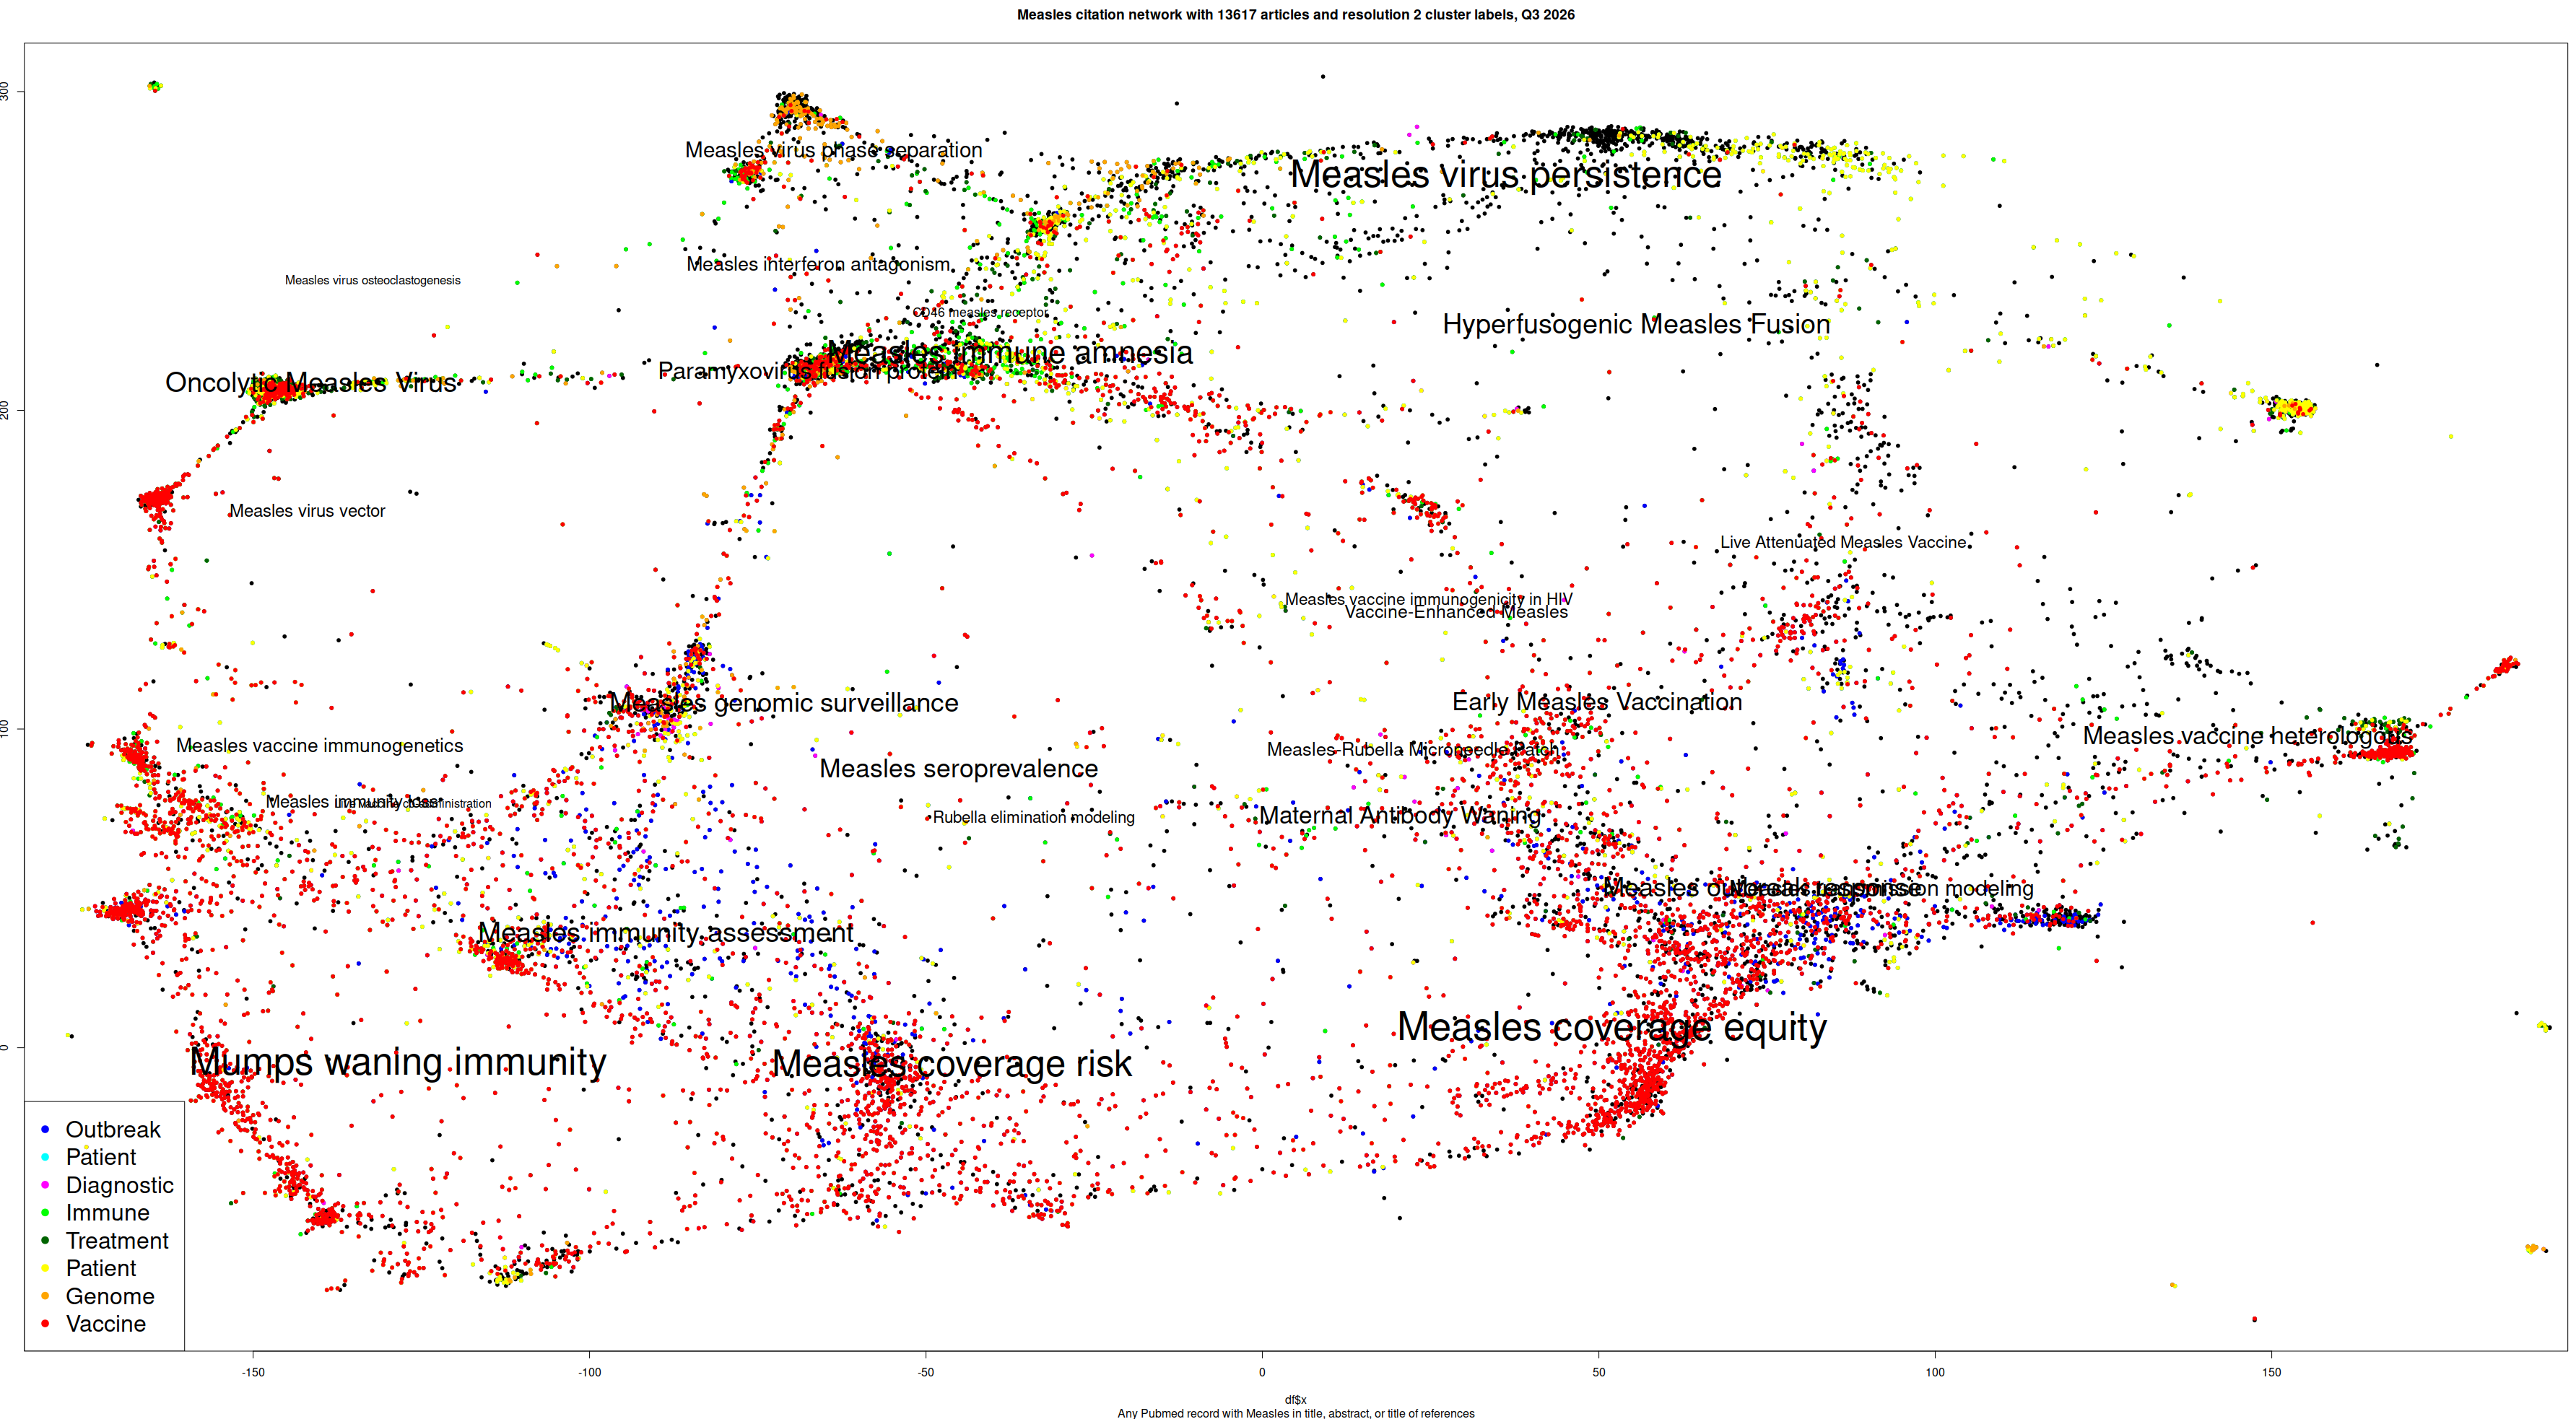 Measles citation network with 13617 articles and resolution 2 cluster labels, Q3 2026
300
200
100
0
Measles virus phase separation
Measles virus persistence
Measles interferon antagonism
Measles virus osteoclastogenesis
CD46 measles receptor
Hyperfusogenic Measles Fusion
Measles immune amnesia
Paramyxovirus fusion protein
Oncolytic Measles Virus
Measles virus vector
Live Attenuated Measles Vaccine
Measles vaccine immunogenicity in HIV
Vaccine-Enhanced Measles
Measles genomic surveillance
Early Measles Vaccination
Measles vaccine heterologous
Measles vaccine immunogenetics
Measles-Rubella Microneedle Patch
Measles seroprevalence
Measles immunity
Rubella elimination modeling
Maternal Antibody Waning
Measles outbreak response
modeling
Measles immunity assessment
Measles coverage equity
Mumps waning immunity
Measles coverage risk
Outbreak
Patient
Diagnostic
Immune
Treatment
Patient
Genome
Vaccine
-150
-100
-50
0
50
100
150
df$x
Any Pubmed record with Measles in title, abstract, or title of references